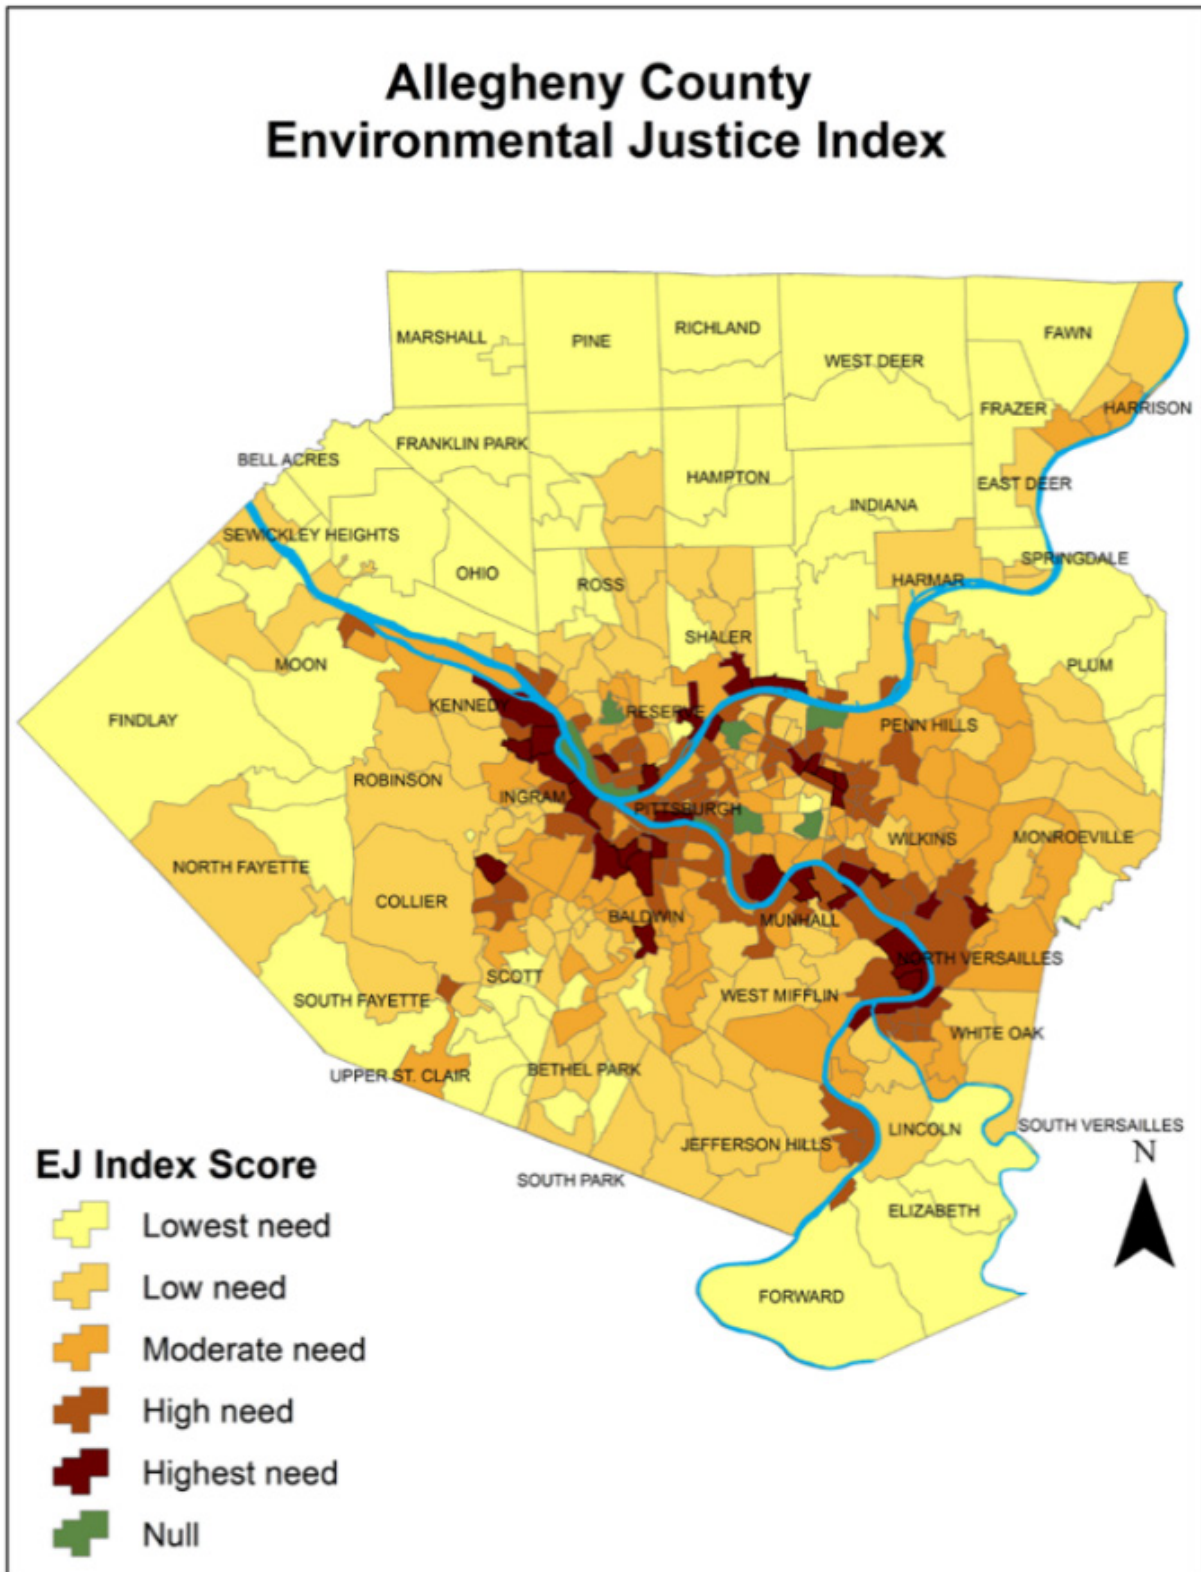 Allegheny County
Environmental Justice Index
MARSHALL
PINE
RICHLAND
WEST DEER
FAWN
FRAZER
HARRISON
BELL ACRES
FRANKLIN PARK
HAMPTON
EAST DEER
INDIANA
SEWICKLEY HEIGHTS
OHIO
ROSS
HARMAR
SPRINGDALE
MOON
SHALER
PLUM
FINDLAY
KENNEDY
RESERVE
PENN HILLS
ROBINSON
INGRAM
PITTSBURGH
NORTH FAYETTE
WILKINS
MONROEVILLE
COLLIER
BALDWIN
MUNHALL
SCOTT
NORTH VERSAILLES
SOUTH FAYETTE
WEST MIFFLIN
WHITE OAK
UPPER ST. CLAIR
BETHEL PARK
JEFFERSON HILLS
LINCOLN
SOUTH VERSAILLES
SOUTH PARK
ELIZABETH
FORWARD
N
EJ Index Score
Lowest need
Low need
Moderate need
High need
Highest need
Null